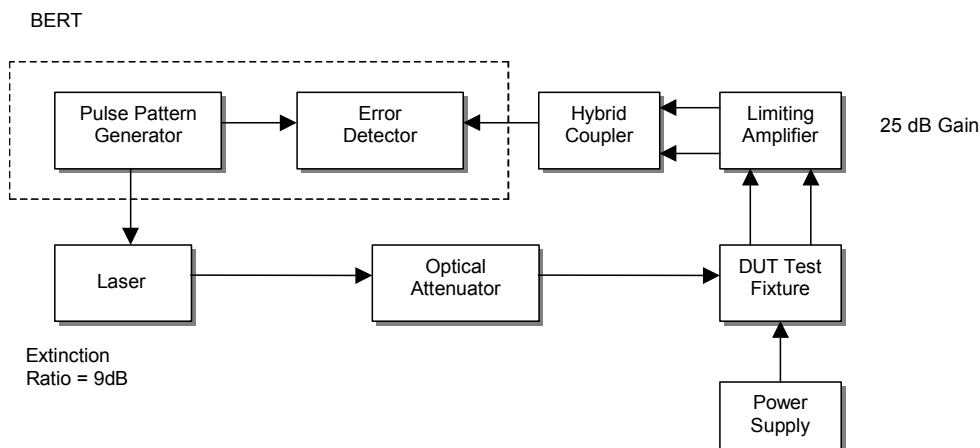 BERT
Pulse Pattern
Generator
Error
Detector
Hybrid
Coupler
Limiting
Amplifier
25 dB Gain
Laser
Optical
Attenuator
DUT Test
Fixture
Extinction
Ratio = 9dB
Power
Supply